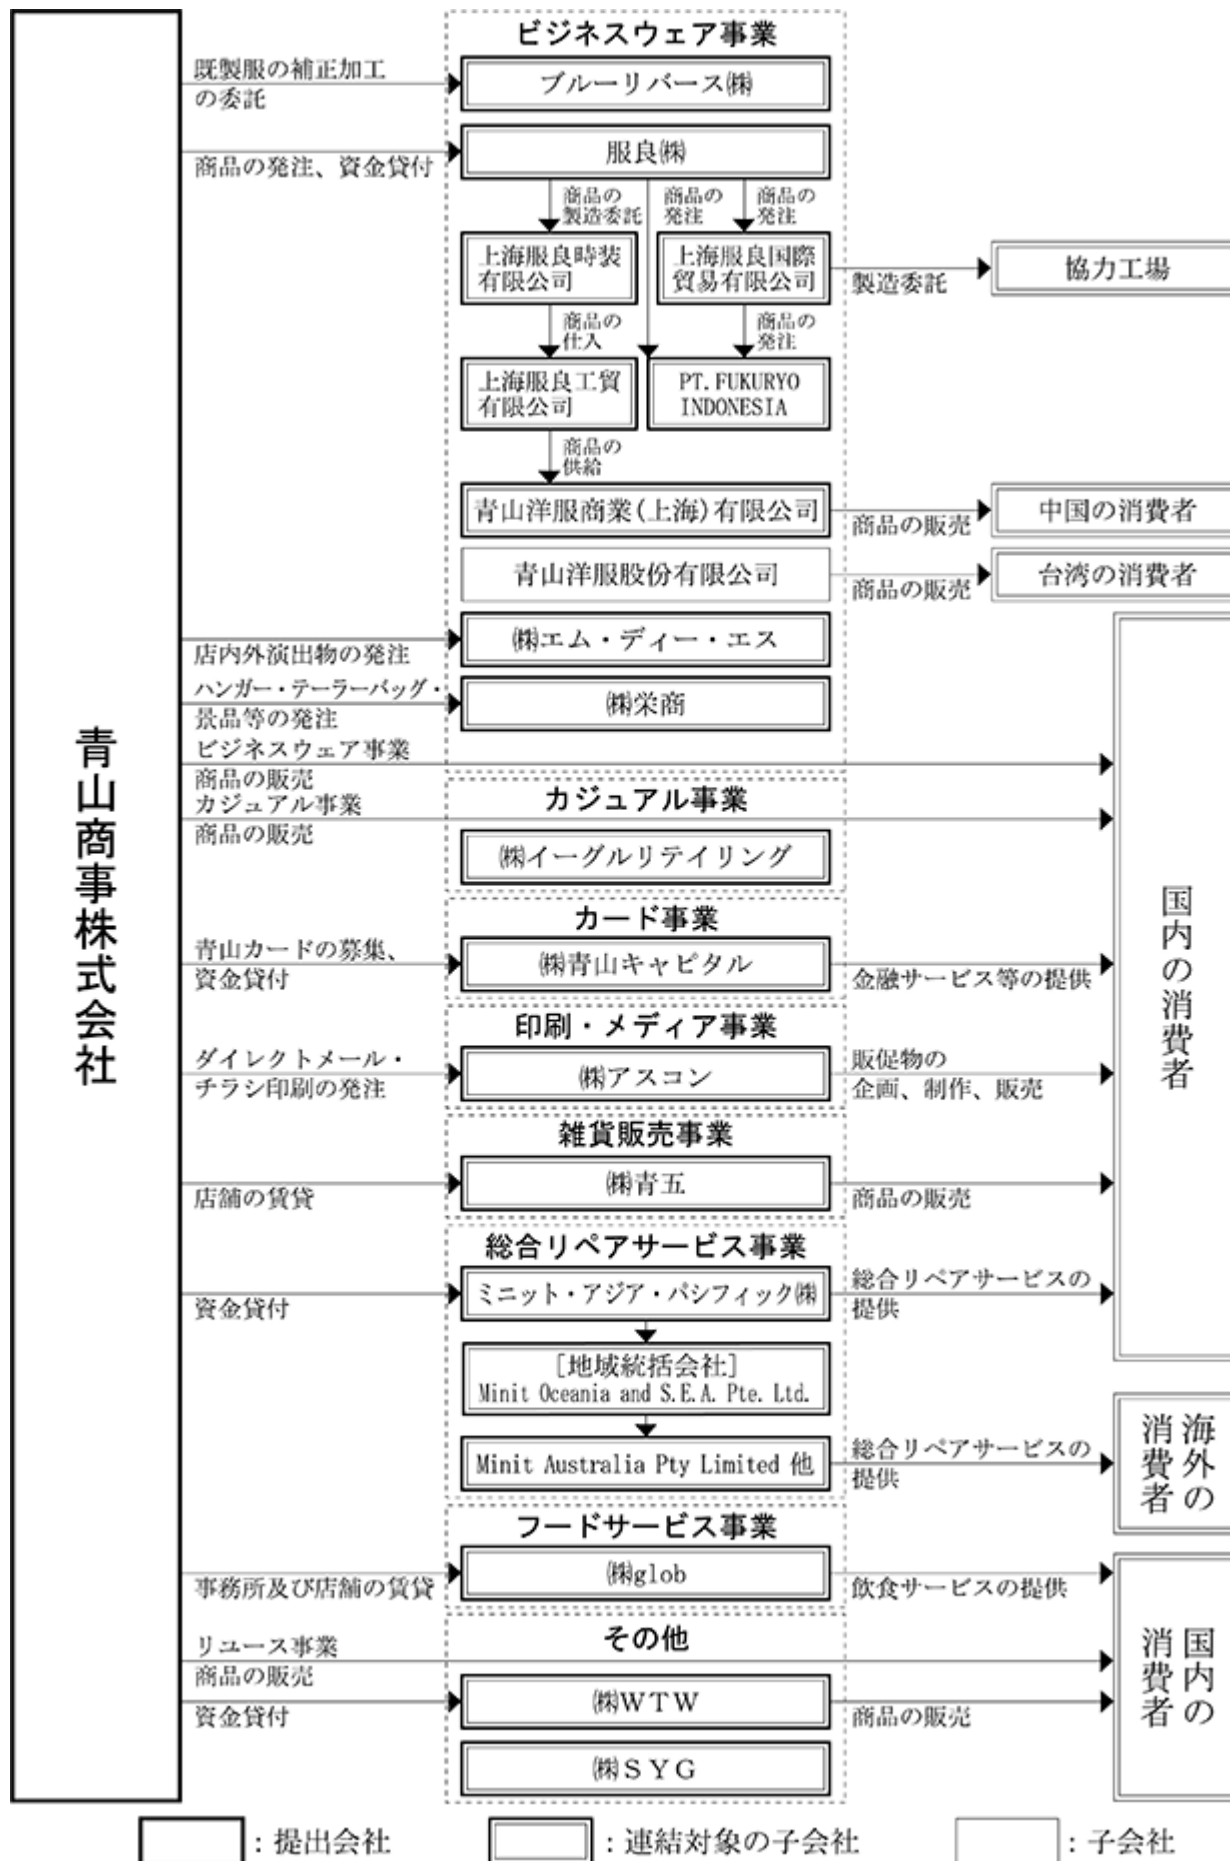 青山商事株式会社
ビジネスウェア事業
既製服の補正加工
の委託
ブルーリバース㈱
商品の発注、資金貸付
服良㈱
商品の
製造委託
商品の
発注
商品の
発注
上海服良時装
有限公司
上海服良国際
貿易有限公司
製造委託
協力工場
商品の
仕入
商品の
発注
上海服良工貿
有限公司
PT.FUKURYO
INDONESIA
商品の
供給
青山洋服商業(上海)有限公司
商品の販売
中国の消費者
青山洋服股份有限公司
商品の販売
台湾の消費者
店内外演出物の発注
㈱エム・ディー・エス
ハンガー・テーラーバッグ・
景品等の発注
㈱栄商
ビジネスウェア事業
商品の販売
カジュアル事業
カジュアル事業
商品の販売
㈱イーグルリテイリング
国内の消費者
カード事業
青山カードの募集、
資金貸付
㈱青山キャピタル
金融サービス等の提供
印刷・メディア事業
ダイレクトメール・
チラシ印刷の発注
㈱アスコン
販促物の
企画、制作、販売
雑貨販売事業
店舗の賃貸
㈱青五
商品の販売
総合リペアサービス事業
資金貸付
ミニット・アジア・パシフィック㈱
総合リペアサービスの
提供
[地域統括会社]
Minit Oceania and S.E.A. Pte. Ltd.
Minit Australia Pty Limited 他
総合リペアサービスの
提供
海外の
消費者
フードサービス事業
事務所及び店舗の賃貸
㈱glob
飲食サービスの提供
その他
リユース事業
商品の販売
資金貸付
㈱WTW
商品の販売
国内の
消費者
㈱SYG
：提出会社
：連結対象の子会社
：子会社